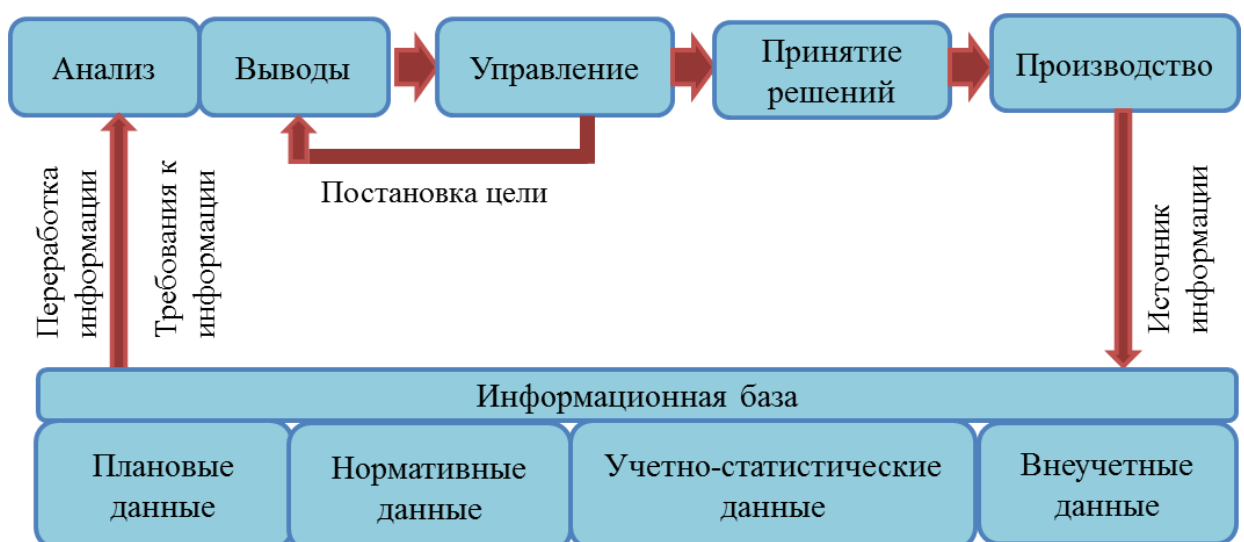 Анализ
Выводы
Управление
Принятие
решений
Производство
Постановка цели
Переработка
информации
Требования к
информации
Источник
информации
Информационная база
Плановые
данные
Нормативные
данные
Учетно-статистические
данные
Внеучетные
данные